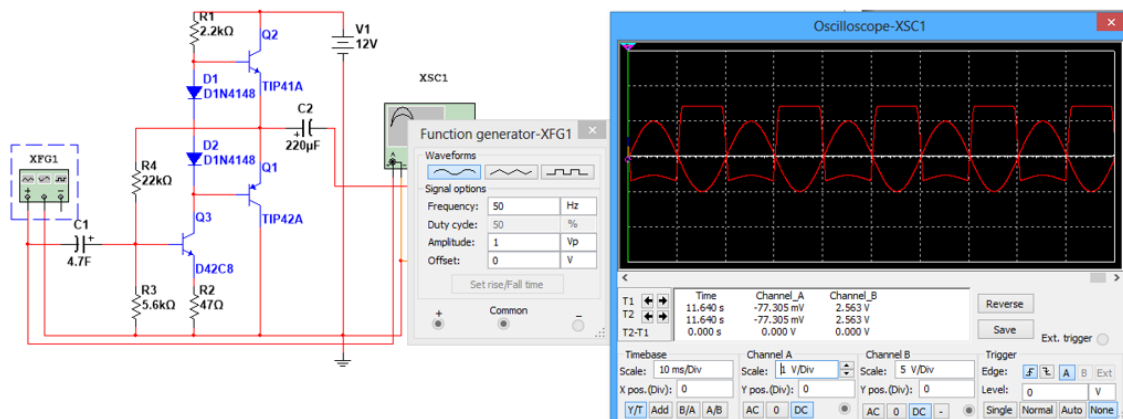 R1
2.2kΩ
Q2
V1
12V
D1
D1N4148
TIP41A
XSC1
C2
220µF
D2
D1N4148
Q1
XFG1
R4
22kΩ
TIP42A
C1
4.7F
Q3
D42C8
R3
5.6kΩ
R2
47Ω
A
Function generator-XFG1
Waveforms
Signal options
Frequency: 50 Hz
Duty cycle: 50 %
Amplitude: 1 Vp
Offset: 0 V
Set rise/Fall time
+ Common −
Oscilloscope-XSC1
Time Channel_A Channel_B
T1 11.640 s -77.305 mV 2.563 V
T2 11.640 s -77.305 mV 2.563 V
T2-T1 0.000 s 0.000 V 0.000 V
Reverse
Save
Ext. trigger
Timebase
Scale: 10 ms/Div
X pos.(Div): 0
Y/T Add B/A A/B
Channel A
Scale: 1 V/Div
Y pos.(Div): 0
AC 0 DC
Channel B
Scale: 5 V/Div
Y pos.(Div): 0
AC 0 DC -
Trigger
Edge: A B Ext
Level: 0 V
Single Normal Auto None